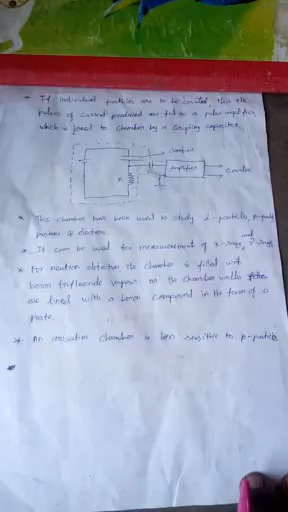 * If individual particles are to be counted, then the
pulses of current produced are fed to a pulse amplifier,
which is joined to chamber by a coupling capacitor.
chamber
Amplifier
Counter
R
* This chamber have been used to study α-particles, β-particles,
protons & electrons.
* It can be used for measurement of X-rays and γ-rays
* For neutron detection, the chamber is filled with
boron trifluoride vapour or the chamber walls
are lined with a boron compound in the form of a
paste.
* An ionisation chamber is less sensitive to β-particles